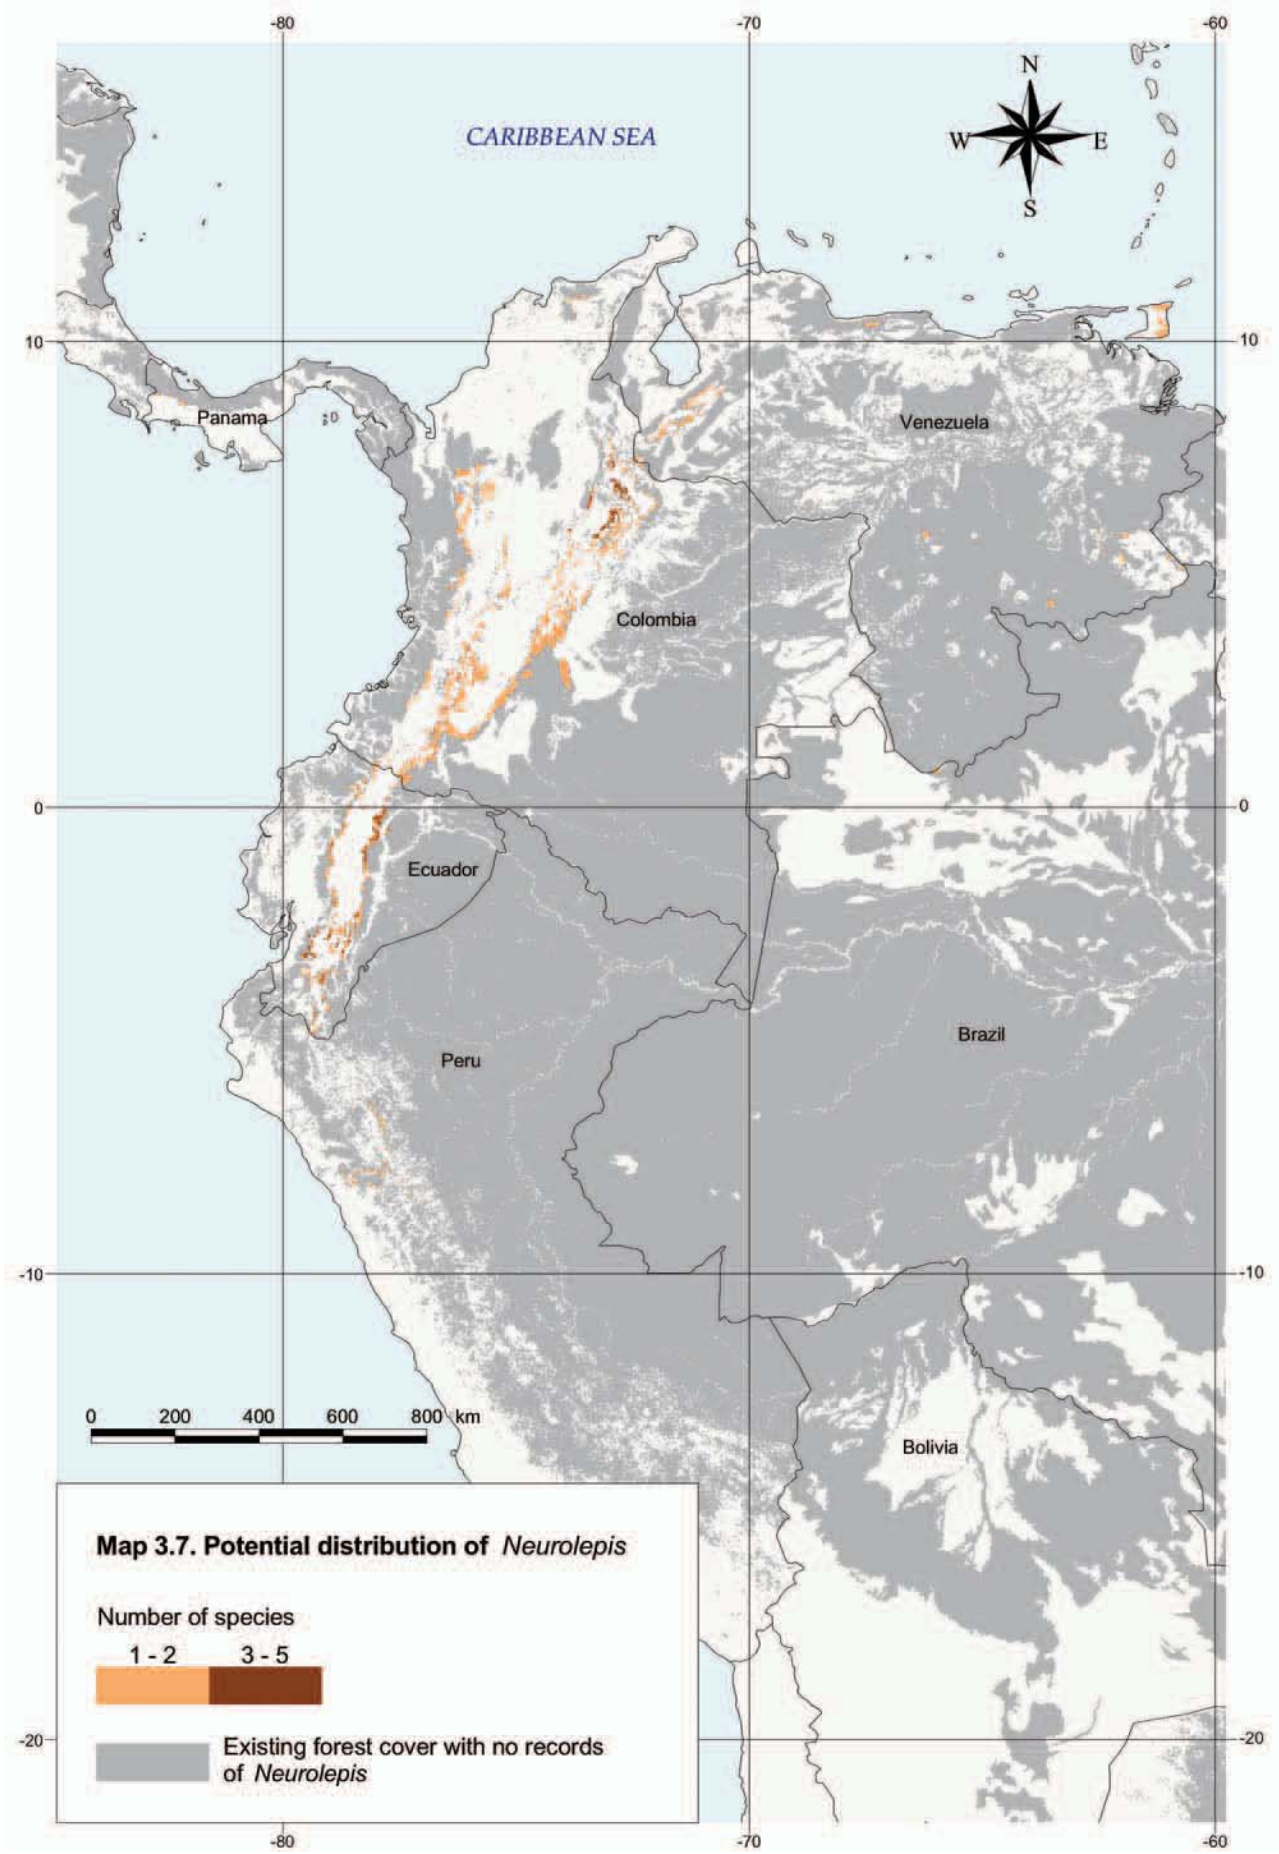 -80 -70 -60
N
CARIBBEAN SEA
W E
S
10 10
Panama
Venezuela
Colombia
0 0
Ecuador
Brazil
Peru
-10 -10
0 200 400 600 800 km
Bolivia
Map 3.7. Potential distribution of Neurolepis
Number of species
1 - 2 3 - 5
Existing forest cover with no records
of Neurolepis
-20 -20
-80 -70 -60